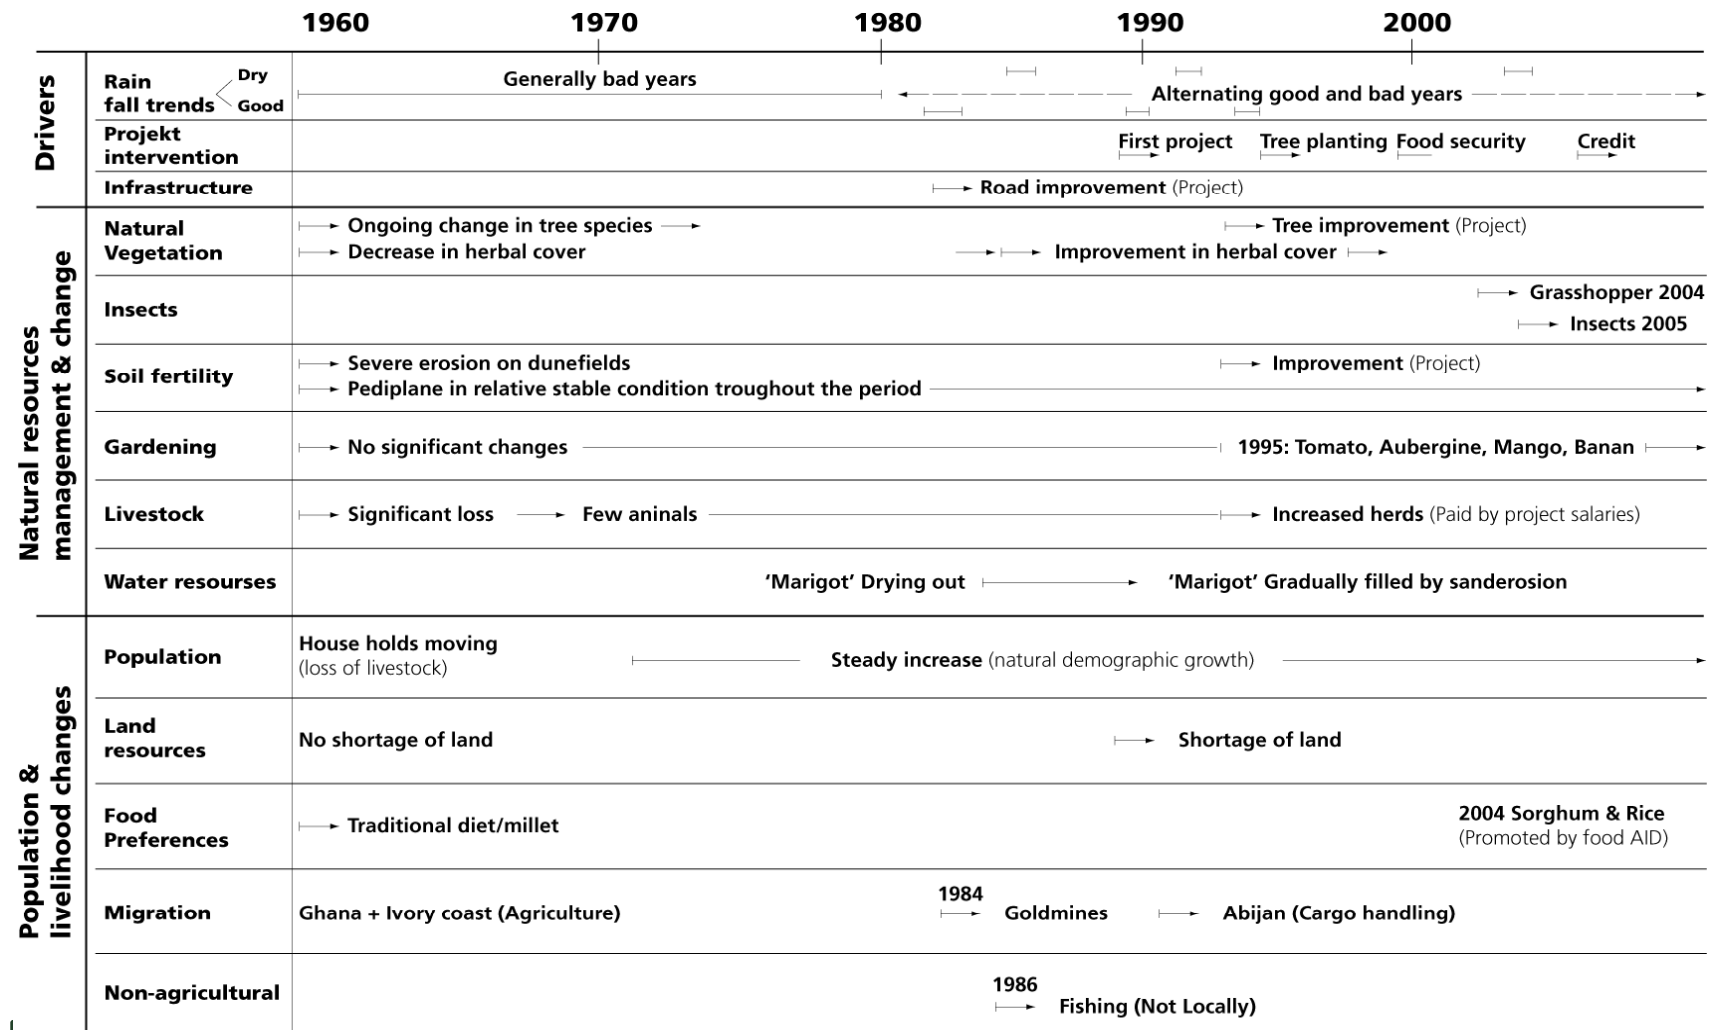 1960 1970 1980 1990 2000
Drivers
Rain
fall trends
Dry
Good
Generally bad years
Alternating good and bad years
Projekt
intervention
First project
Tree planting
Food security
Credit
Infrastructure
Road improvement (Project)
Natural resources
management & change
Natural
Vegetation
Ongoing change in tree species
Tree improvement (Project)
Decrease in herbal cover
Improvement in herbal cover
Insects
Grasshopper 2004
Insects 2005
Soil fertility
Severe erosion on dunefields
Improvement (Project)
Pediplane in relative stable condition troughout the period
Gardening
No significant changes
1995: Tomato, Aubergine, Mango, Banan
Livestock
Significant loss
Few aninals
Increased herds (Paid by project salaries)
Water resourses
‘Marigot’ Drying out
‘Marigot’ Gradually filled by sanderosion
Population &
livelihood changes
Population
House holds moving
(loss of livestock)
Steady increase (natural demographic growth)
Land
resources
No shortage of land
Shortage of land
Food
Preferences
Traditional diet/millet
2004 Sorghum & Rice
(Promoted by food AID)
Migration
Ghana + Ivory coast (Agriculture)
1984
Goldmines
Abijan (Cargo handling)
Non-agricultural
1986
Fishing (Not Locally)